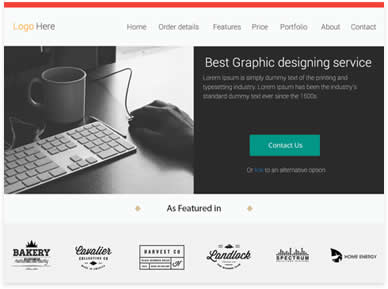 Logo Here
Home Order details Features Price Portfolio About Contact
Best Graphic designing service
Lorem Ipsum is simply dummy text of the printing and
typesetting industry. Lorem Ipsum has been the industry's
standard dummy text ever since the 1600s
Contact Us
Or link to an alternative option
As Featured in
BAKERY
Cavalier
COLLECTIVE CO
HARVEST CO
Landlock
SPECTRUM
HOME ENERGY